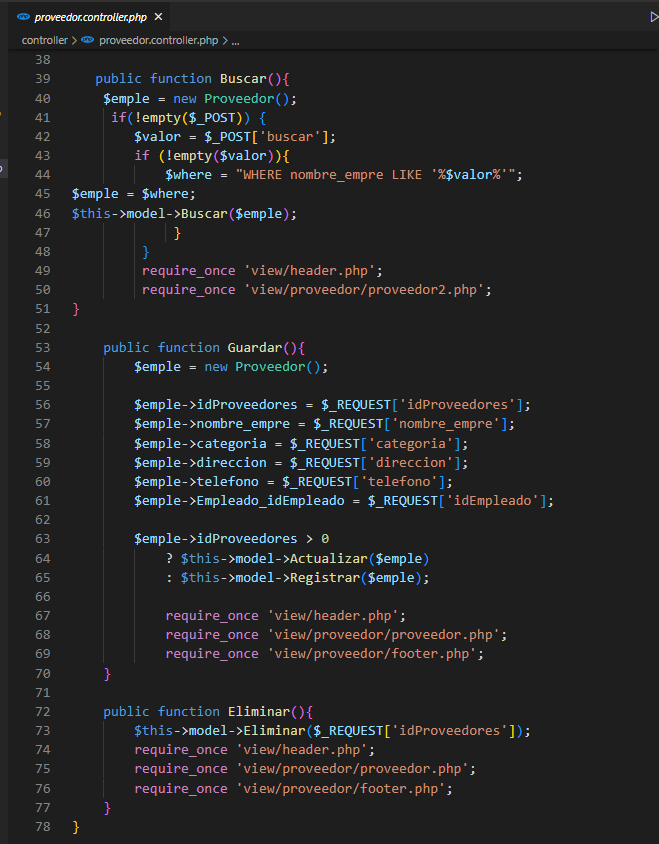 proveedor.controller.php ×
controller > proveedor.controller.php > ...
38
39 public function Buscar(){
40 $emple = new Proveedor();
41 if(!empty($_POST)) {
42 $valor = $_POST['buscar'];
43 if (!empty($valor)){
44 $where = "WHERE nombre_empre LIKE '%$valor%'";
45 $emple = $where;
46 $this->model->Buscar($emple);
47 }
48 }
49 require_once 'view/header.php';
50 require_once 'view/proveedor/proveedor2.php';
51 }
52
53 public function Guardar(){
54 $emple = new Proveedor();
55
56 $emple->idProveedores = $_REQUEST['idProveedores'];
57 $emple->nombre_empre = $_REQUEST['nombre_empre'];
58 $emple->categoria = $_REQUEST['categoria'];
59 $emple->direccion = $_REQUEST['direccion'];
60 $emple->telefono = $_REQUEST['telefono'];
61 $emple->Empleado_idEmpleado = $_REQUEST['idEmpleado'];
62
63 $emple->idProveedores > 0
64 ? $this->model->Actualizar($emple)
65 : $this->model->Registrar($emple);
66
67 require_once 'view/header.php';
68 require_once 'view/proveedor/proveedor.php';
69 require_once 'view/proveedor/footer.php';
70 }
71
72 public function Eliminar(){
73 $this->model->Eliminar($_REQUEST['idProveedores']);
74 require_once 'view/header.php';
75 require_once 'view/proveedor/proveedor.php';
76 require_once 'view/proveedor/footer.php';
77 }
78 }